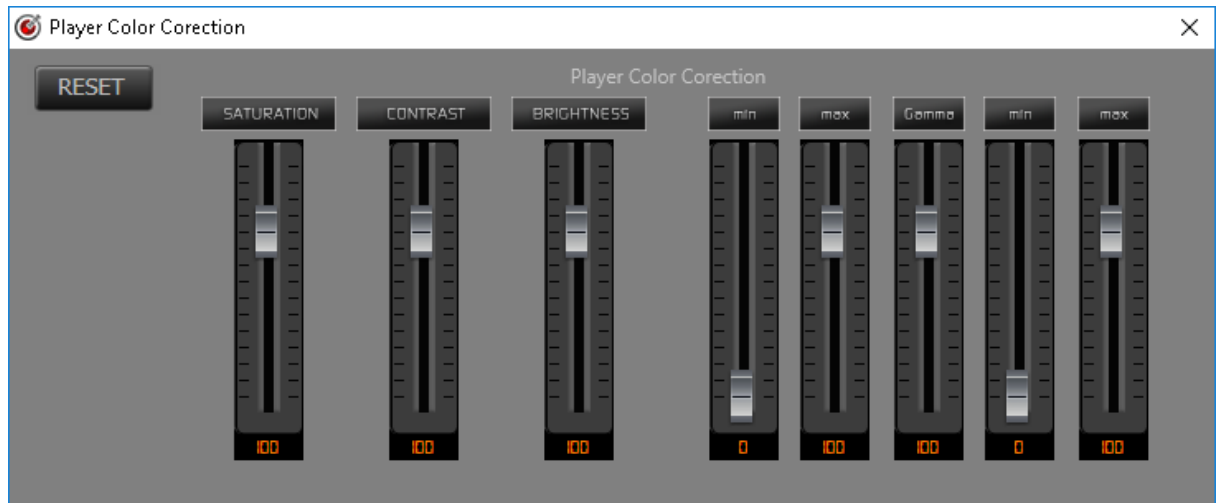 Player Color Corection
RESET
Player Color Corection
SATURATION CONTRAST BRIGHTNESS min max Gamma min max
100 100 100 0 100 100 0 100